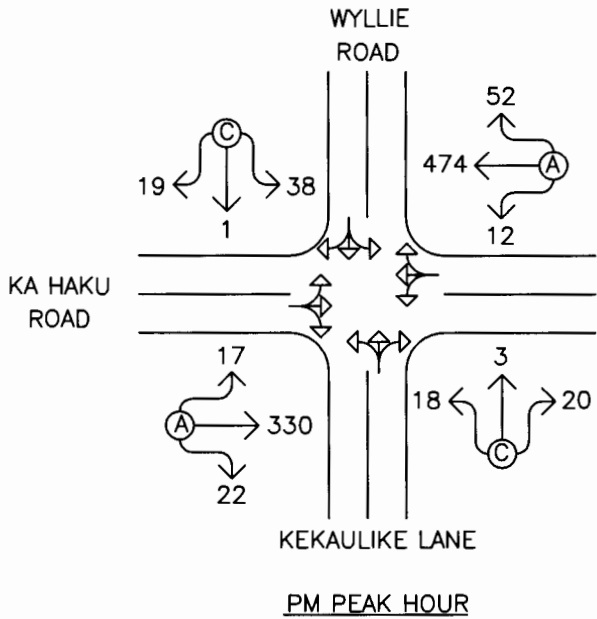 WYLLIE
ROAD
C
19
38
1
52
474
A
12
KA HAKU
ROAD
17
A
330
22
3
18
20
C
KEKAULIKE LANE
PM PEAK HOUR